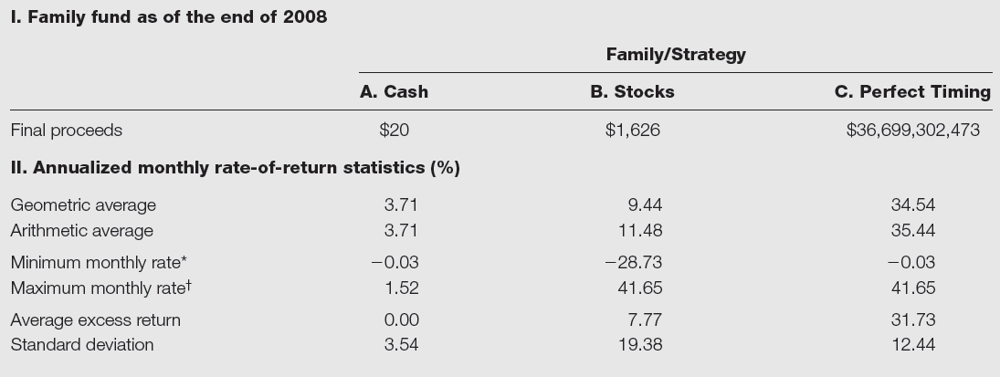 I. Family fund as of the end of 2008
Family/Strategy
A. Cash B. Stocks C. Perfect Timing
Final proceeds $20 $1,626 $36,699,302,473
II. Annualized monthly rate-of-return statistics (%)
Geometric average 3.71 9.44 34.54
Arithmetic average 3.71 11.48 35.44
Minimum monthly rate* −0.03 −28.73 −0.03
Maximum monthly rate† 1.52 41.65 41.65
Average excess return 0.00 7.77 31.73
Standard deviation 3.54 19.38 12.44